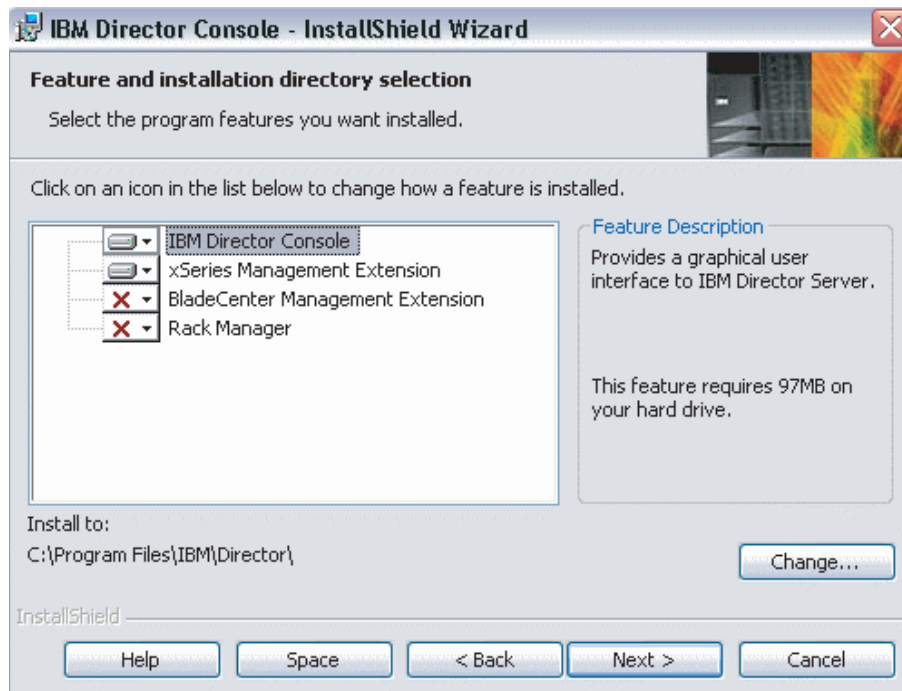 IBM Director Console - InstallShield Wizard
Feature and installation directory selection
Select the program features you want installed.
Click on an icon in the list below to change how a feature is installed.
IBM Director Console
xSeries Management Extension
BladeCenter Management Extension
Rack Manager
Feature Description
Provides a graphical user
interface to IBM Director Server.
This feature requires 97MB on
your hard drive.
Install to:
C:\Program Files\IBM\Director\
Change...
InstallShield
Help
Space
< Back
Next >
Cancel